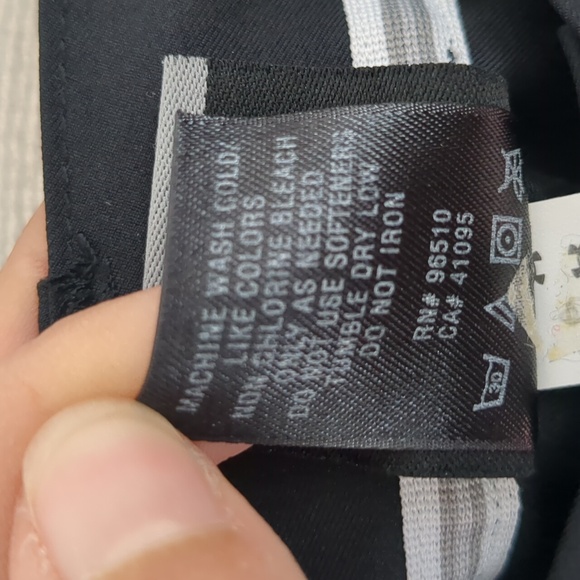 MACHINE WASH COLD/
LIKE COLORS
NON-CHLORINE BLEACH
ONLY AS NEEDED
DO NOT USE SOFTENERS
TUMBLE DRY LOW
DO NOT IRON
RN# 96510
CA# 41095
30